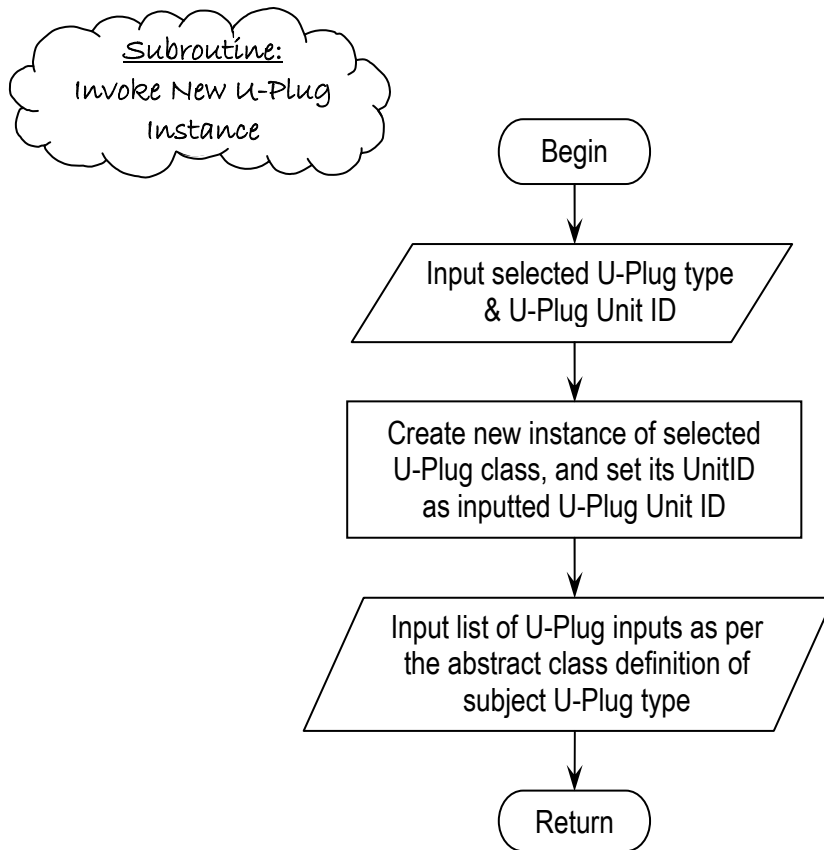 Subroutine:
Invoke New U-Plug
Instance
Begin
Input selected U-Plug type
& U-Plug Unit ID
Create new instance of selected
U-Plug class, and set its UnitID
as inputted U-Plug Unit ID
Input list of U-Plug inputs as per
the abstract class definition of
subject U-Plug type
Return